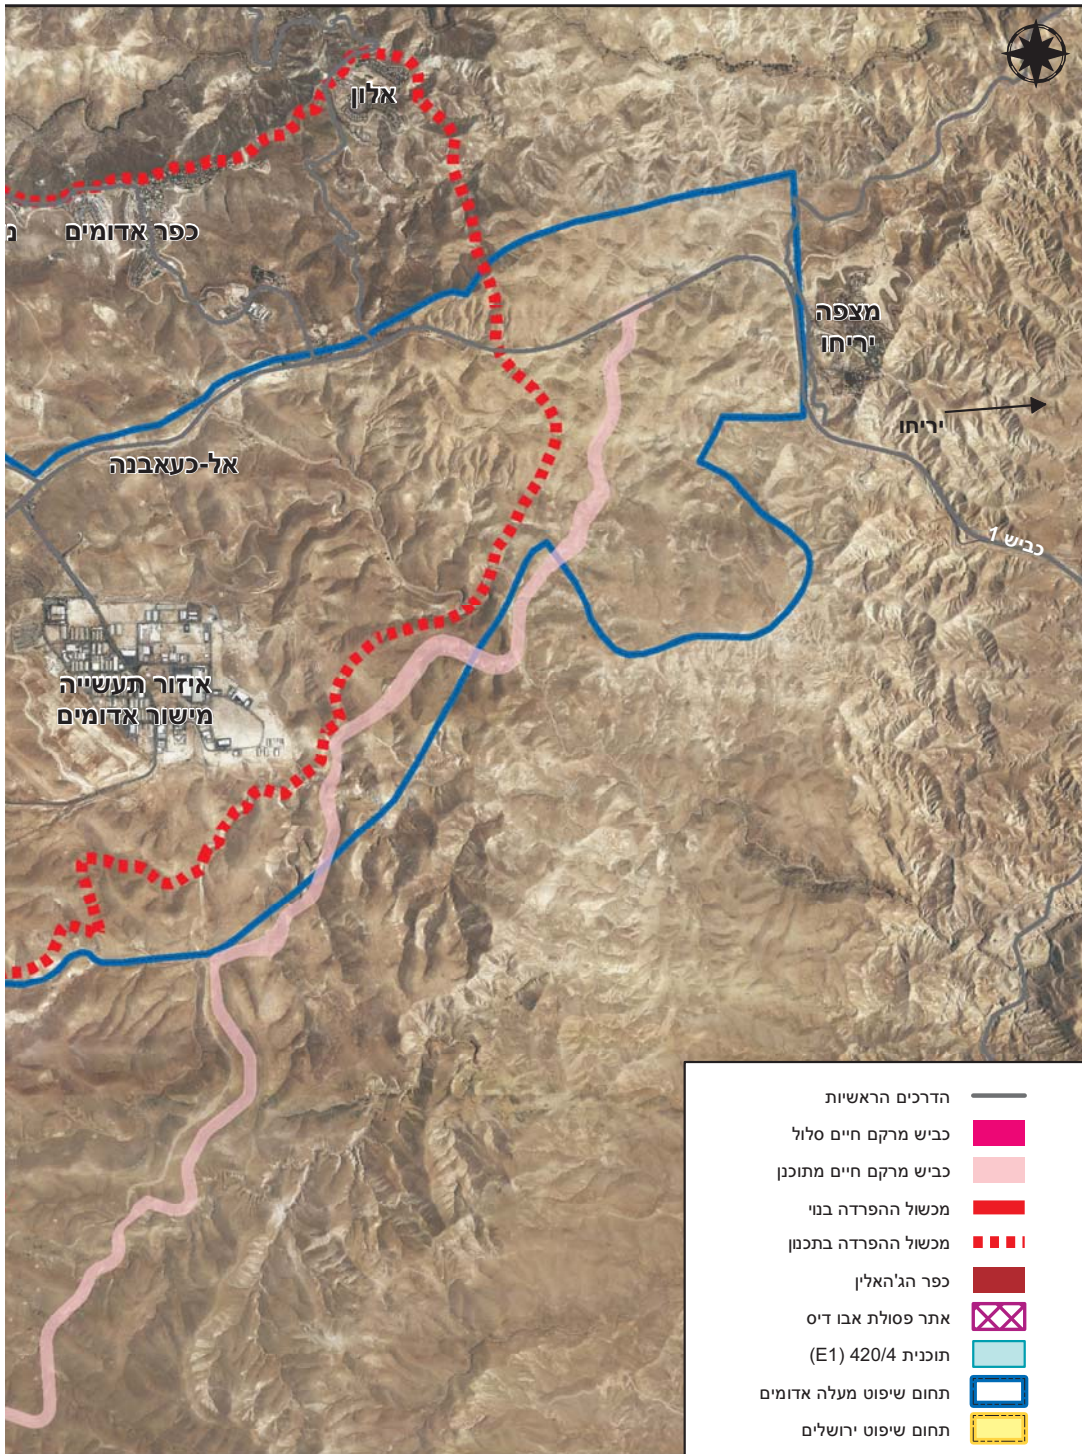 אלון
כפר אדומים
נ
מצפה
יריחו
יריחו
אל-כעאבנה
כביש 1
איזור תעשייה
מישור אדומים
הדרכים הראשיות
כביש מרקם חיים סלול
כביש מרקם חיים מתוכנן
מכשול ההפרדה בנוי
מכשול ההפרדה בתכנון
כפר הג'האלין
אתר פסולת אבו דיס
תוכנית 420/4 (E1)
תחום שיפוט מעלה אדומים
תחום שיפוט ירושלים